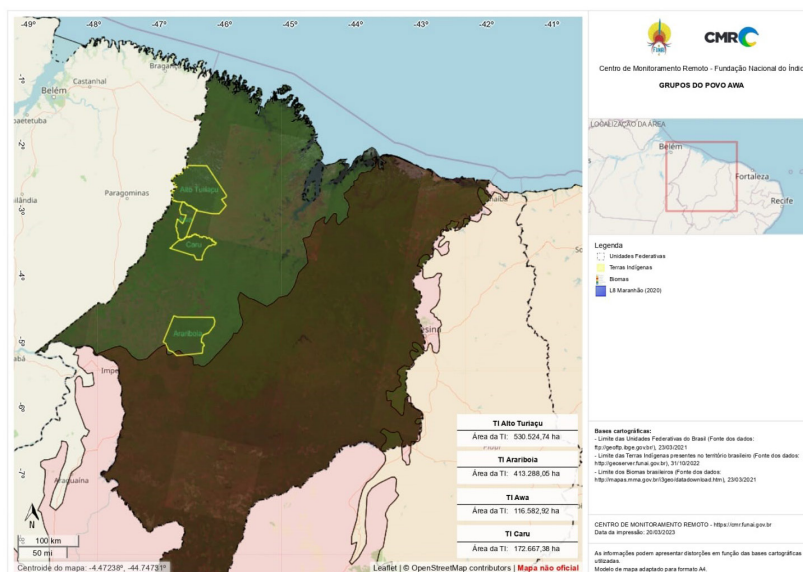 -49° -48° -47° -46° -45° -44° -43° -42° -41°
-1°
-2°
-3°
-4°
-5°
-6°
-7°
Belém
Castanhal
Paragominas
Alto Turiaçu
Caru
Arariboia
TI Alto Turiaçu
Área da TI: 530.524,74 ha
TI Arariboia
Área da TI: 413.288,05 ha
TI Awa
Área da TI: 116.582,92 ha
TI Caru
Área da TI: 172.667,38 ha
N
100 km
50 mi
Centroide do mapa: -4.47238°, -44.74731°
Leaflet | © OpenStreetMap contributors | Mapa não oficial
CMR
Centro de Monitoramento Remoto - Fundação Nacional do Índio
GRUPOS DO POVO AWA
LOCALIZAÇÃO DA ÁREA
Belém
Fortaleza
Recife
Legenda
Unidades Federativas
Terras Indígenas
Biomas
L8 Maranhão (2020)
Bases cartográficas:
- Limite das Unidades Federativas do Brasil (Fonte dos dados:
ftp://geoftp.ibge.gov.br/), 23/03/2021
- Limite das Terras Indígenas presentes no território brasileiro (Fonte dos dados:
http://geoserver.funai.gov.br), 31/10/2022
- Limite dos Biomas brasileiros (Fonte dos dados:
http://mapas.mma.gov.br/i3geo/datadownload.htm), 23/03/2021
CENTRO DE MONITORAMENTO REMOTO - https://cmr.funai.gov.br
Data da impressão: 20/03/2023
As informações podem apresentar distorções em função das bases cartográficas
utilizadas.
Modelo de mapa adaptado para formato A4.